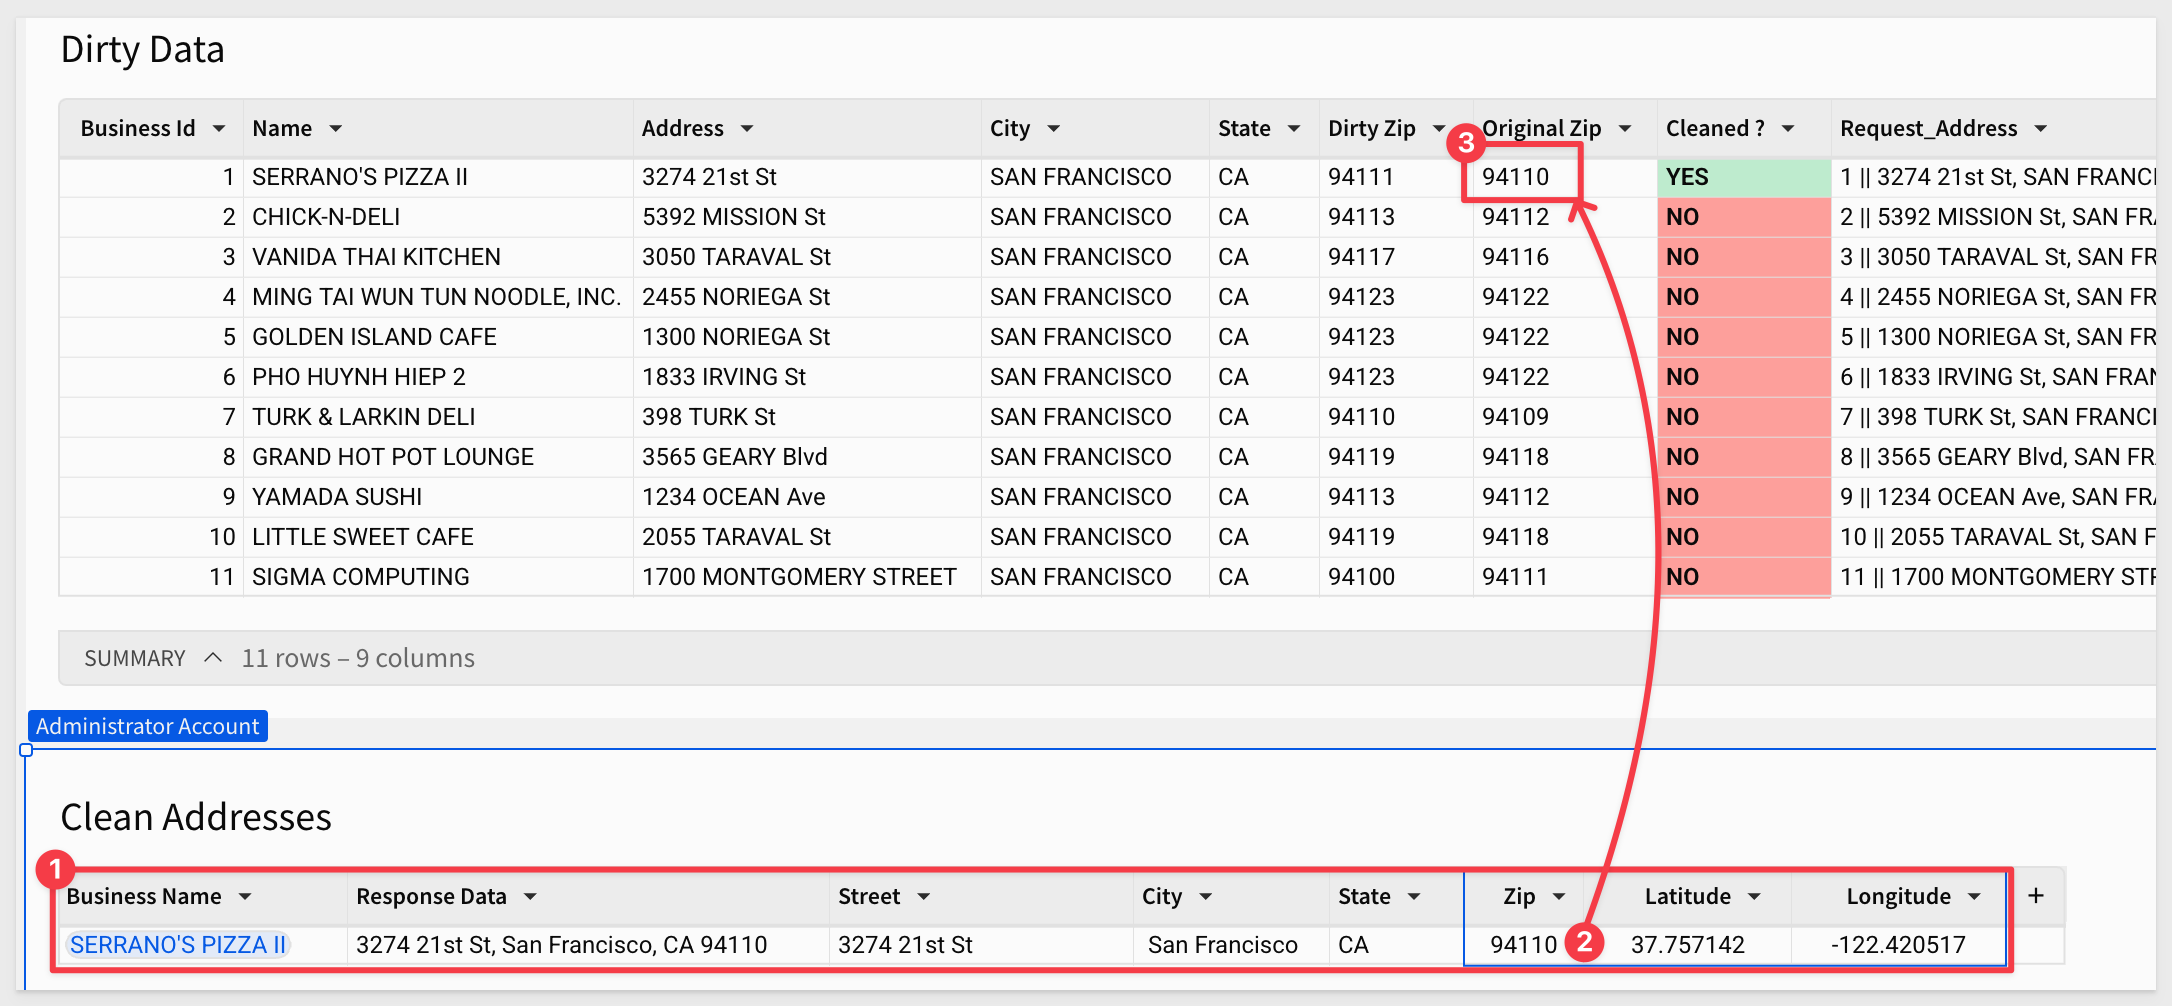 Dirty Data
Business Id Name Address City State Dirty Zip Original Zip Cleaned ? Request_Address
3
1 SERRANO'S PIZZA II 3274 21st St SAN FRANCISCO CA 94111 94110 YES 1 || 3274 21st St, SAN FRANCI
2 CHICK-N-DELI 5392 MISSION St SAN FRANCISCO CA 94113 94112 NO 2 || 5392 MISSION St, SAN FRA
3 VANIDA THAI KITCHEN 3050 TARAVAL St SAN FRANCISCO CA 94117 94116 NO 3 || 3050 TARAVAL St, SAN FR
4 MING TAI WUN TUN NOODLE, INC. 2455 NORIEGA St SAN FRANCISCO CA 94123 94122 NO 4 || 2455 NORIEGA St, SAN FR
5 GOLDEN ISLAND CAFE 1300 NORIEGA St SAN FRANCISCO CA 94123 94122 NO 5 || 1300 NORIEGA St, SAN FR
6 PHO HUYNH HIEP 2 1833 IRVING St SAN FRANCISCO CA 94123 94122 NO 6 || 1833 IRVING St, SAN FRAN
7 TURK & LARKIN DELI 398 TURK St SAN FRANCISCO CA 94110 94109 NO 7 || 398 TURK St, SAN FRANCI
8 GRAND HOT POT LOUNGE 3565 GEARY Blvd SAN FRANCISCO CA 94119 94118 NO 8 || 3565 GEARY Blvd, SAN FR
9 YAMADA SUSHI 1234 OCEAN Ave SAN FRANCISCO CA 94113 94112 NO 9 || 1234 OCEAN Ave, SAN FRA
10 LITTLE SWEET CAFE 2055 TARAVAL St SAN FRANCISCO CA 94119 94118 NO 10 || 2055 TARAVAL St, SAN F
11 SIGMA COMPUTING 1700 MONTGOMERY STREET SAN FRANCISCO CA 94100 94111 NO 11 || 1700 MONTGOMERY STR
SUMMARY 11 rows – 9 columns
Administrator Account
Clean Addresses
1
Business Name Response Data Street City State Zip Latitude Longitude +
SERRANO'S PIZZA II 3274 21st St, San Francisco, CA 94110 3274 21st St San Francisco CA 94110 2 37.757142 -122.420517